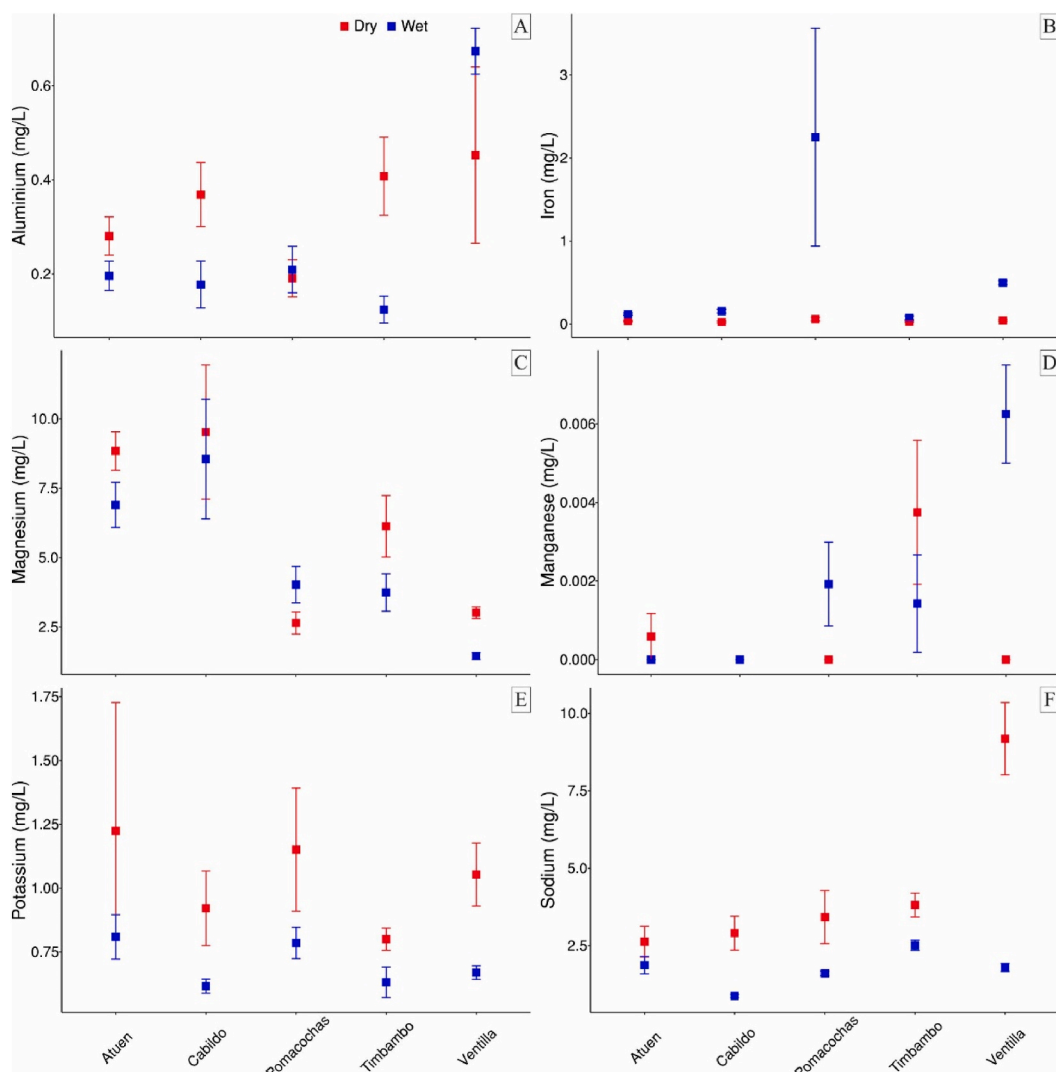 Dry Wet
A
Aluminium (mg/L)
0.6
0.4
0.2
B
Iron (mg/L)
3
2
1
0
C
Magnesium (mg/L)
10.0
7.5
5.0
2.5
D
Manganese (mg/L)
0.006
0.004
0.002
0.000
E
Potassium (mg/L)
1.75
1.50
1.25
1.00
0.75
Atuen
Cabildo
Pomacochas
Timbambo
Ventilla
F
Sodium (mg/L)
10.0
7.5
5.0
2.5
Atuen
Cabildo
Pomacochas
Timbambo
Ventilla